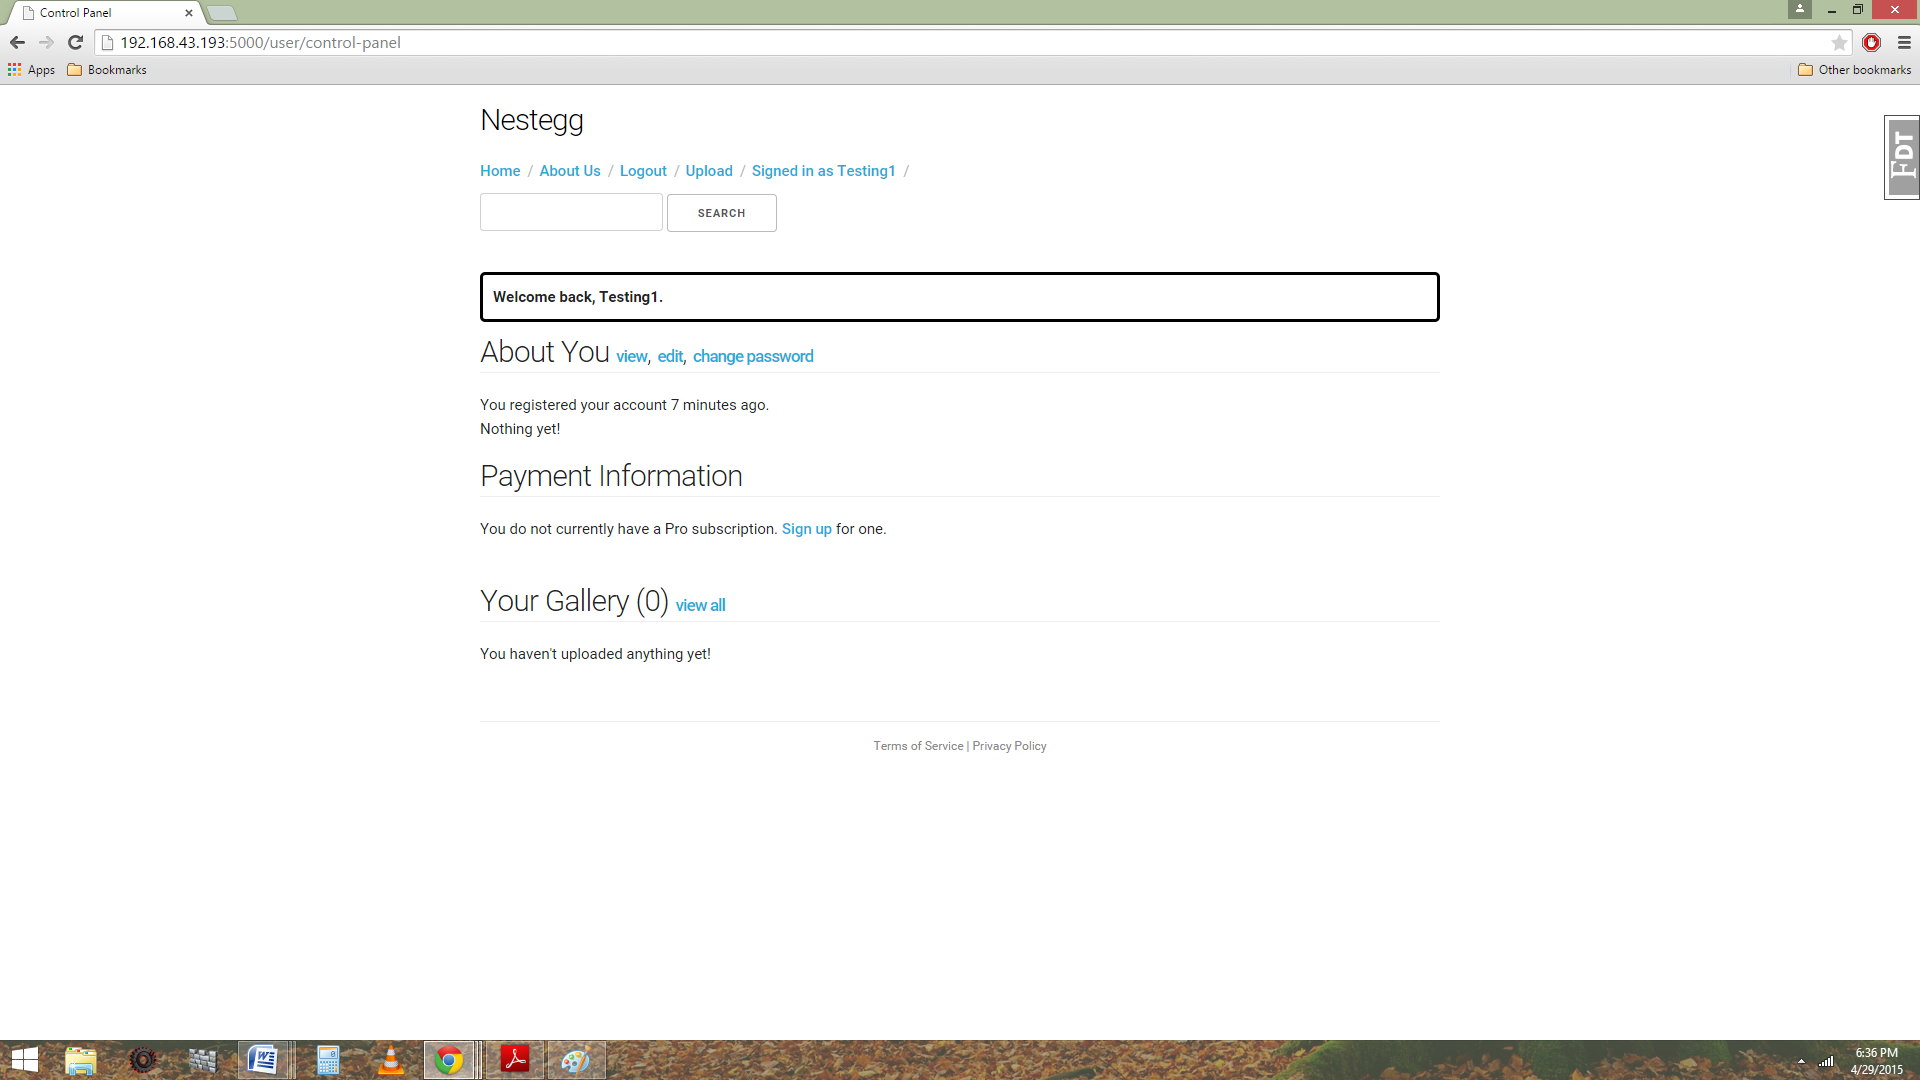 Control Panel
192.168.43.193:5000/user/control-panel
Apps Bookmarks Other bookmarks
Nestegg
FDT
Home / About Us / Logout / Upload / Signed in as Testing1 /
SEARCH
Welcome back, Testing1.
About You view, edit, change password
You registered your account 7 minutes ago.
Nothing yet!
Payment Information
You do not currently have a Pro subscription. Sign up for one.
Your Gallery (0) view all
You haven't uploaded anything yet!
Terms of Service | Privacy Policy
6:36 PM
4/29/2015